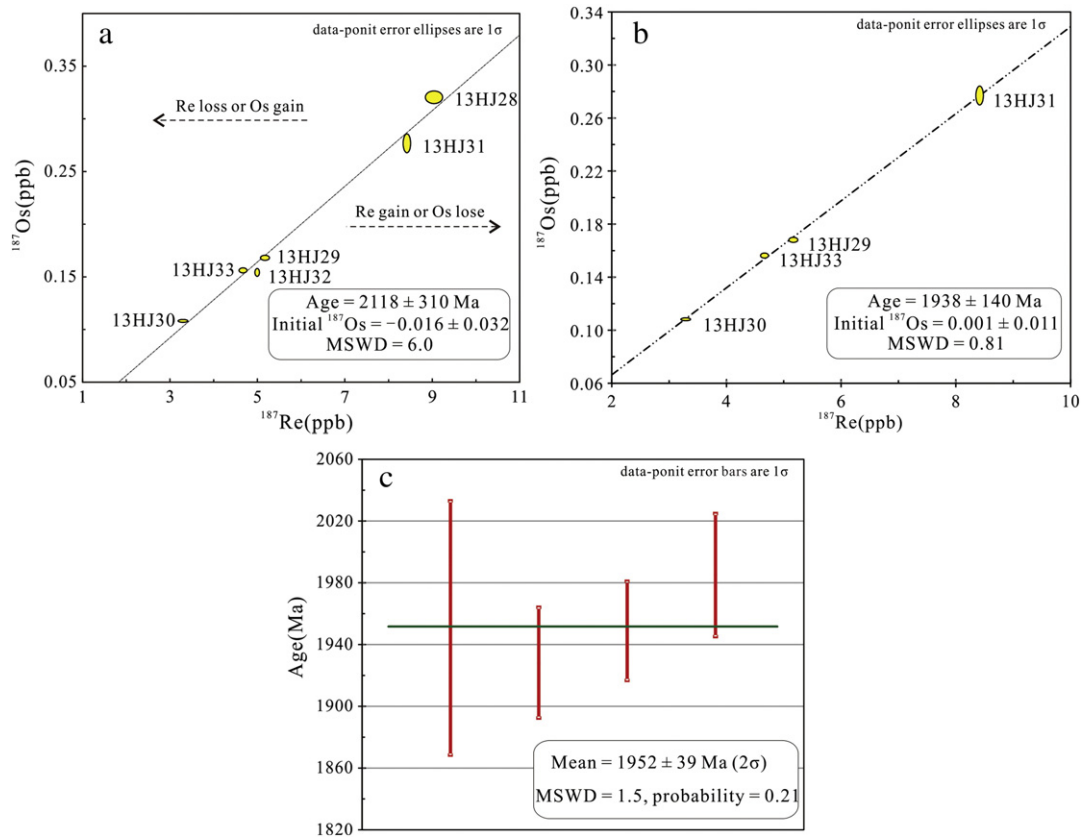 a
data-ponit error ellipses are 1σ
0.35
0.25
0.15
0.05
¹⁸⁷Os(ppb)
Re loss or Os gain
13HJ28
13HJ31
Re gain or Os lose
13HJ33
13HJ29
13HJ32
13HJ30
Age = 2118 ± 310 Ma
Initial ¹⁸⁷Os = −0.016 ± 0.032
MSWD = 6.0
1 3 5 7 9 11
¹⁸⁷Re(ppb)
b
data-ponit error ellipses are 1σ
0.34
0.32
0.28
0.24
0.18
0.14
0.10
0.06
¹⁸⁷Os(ppb)
13HJ31
13HJ29
13HJ33
13HJ30
Age = 1938 ± 140 Ma
Initial ¹⁸⁷Os = 0.001 ± 0.011
MSWD = 0.81
2 4 6 8 10
¹⁸⁷Re(ppb)
c
data-ponit error bars are 1σ
2060
2020
1980
1940
1900
1860
1820
Age(Ma)
Mean = 1952 ± 39 Ma (2σ)
MSWD = 1.5, probability = 0.21